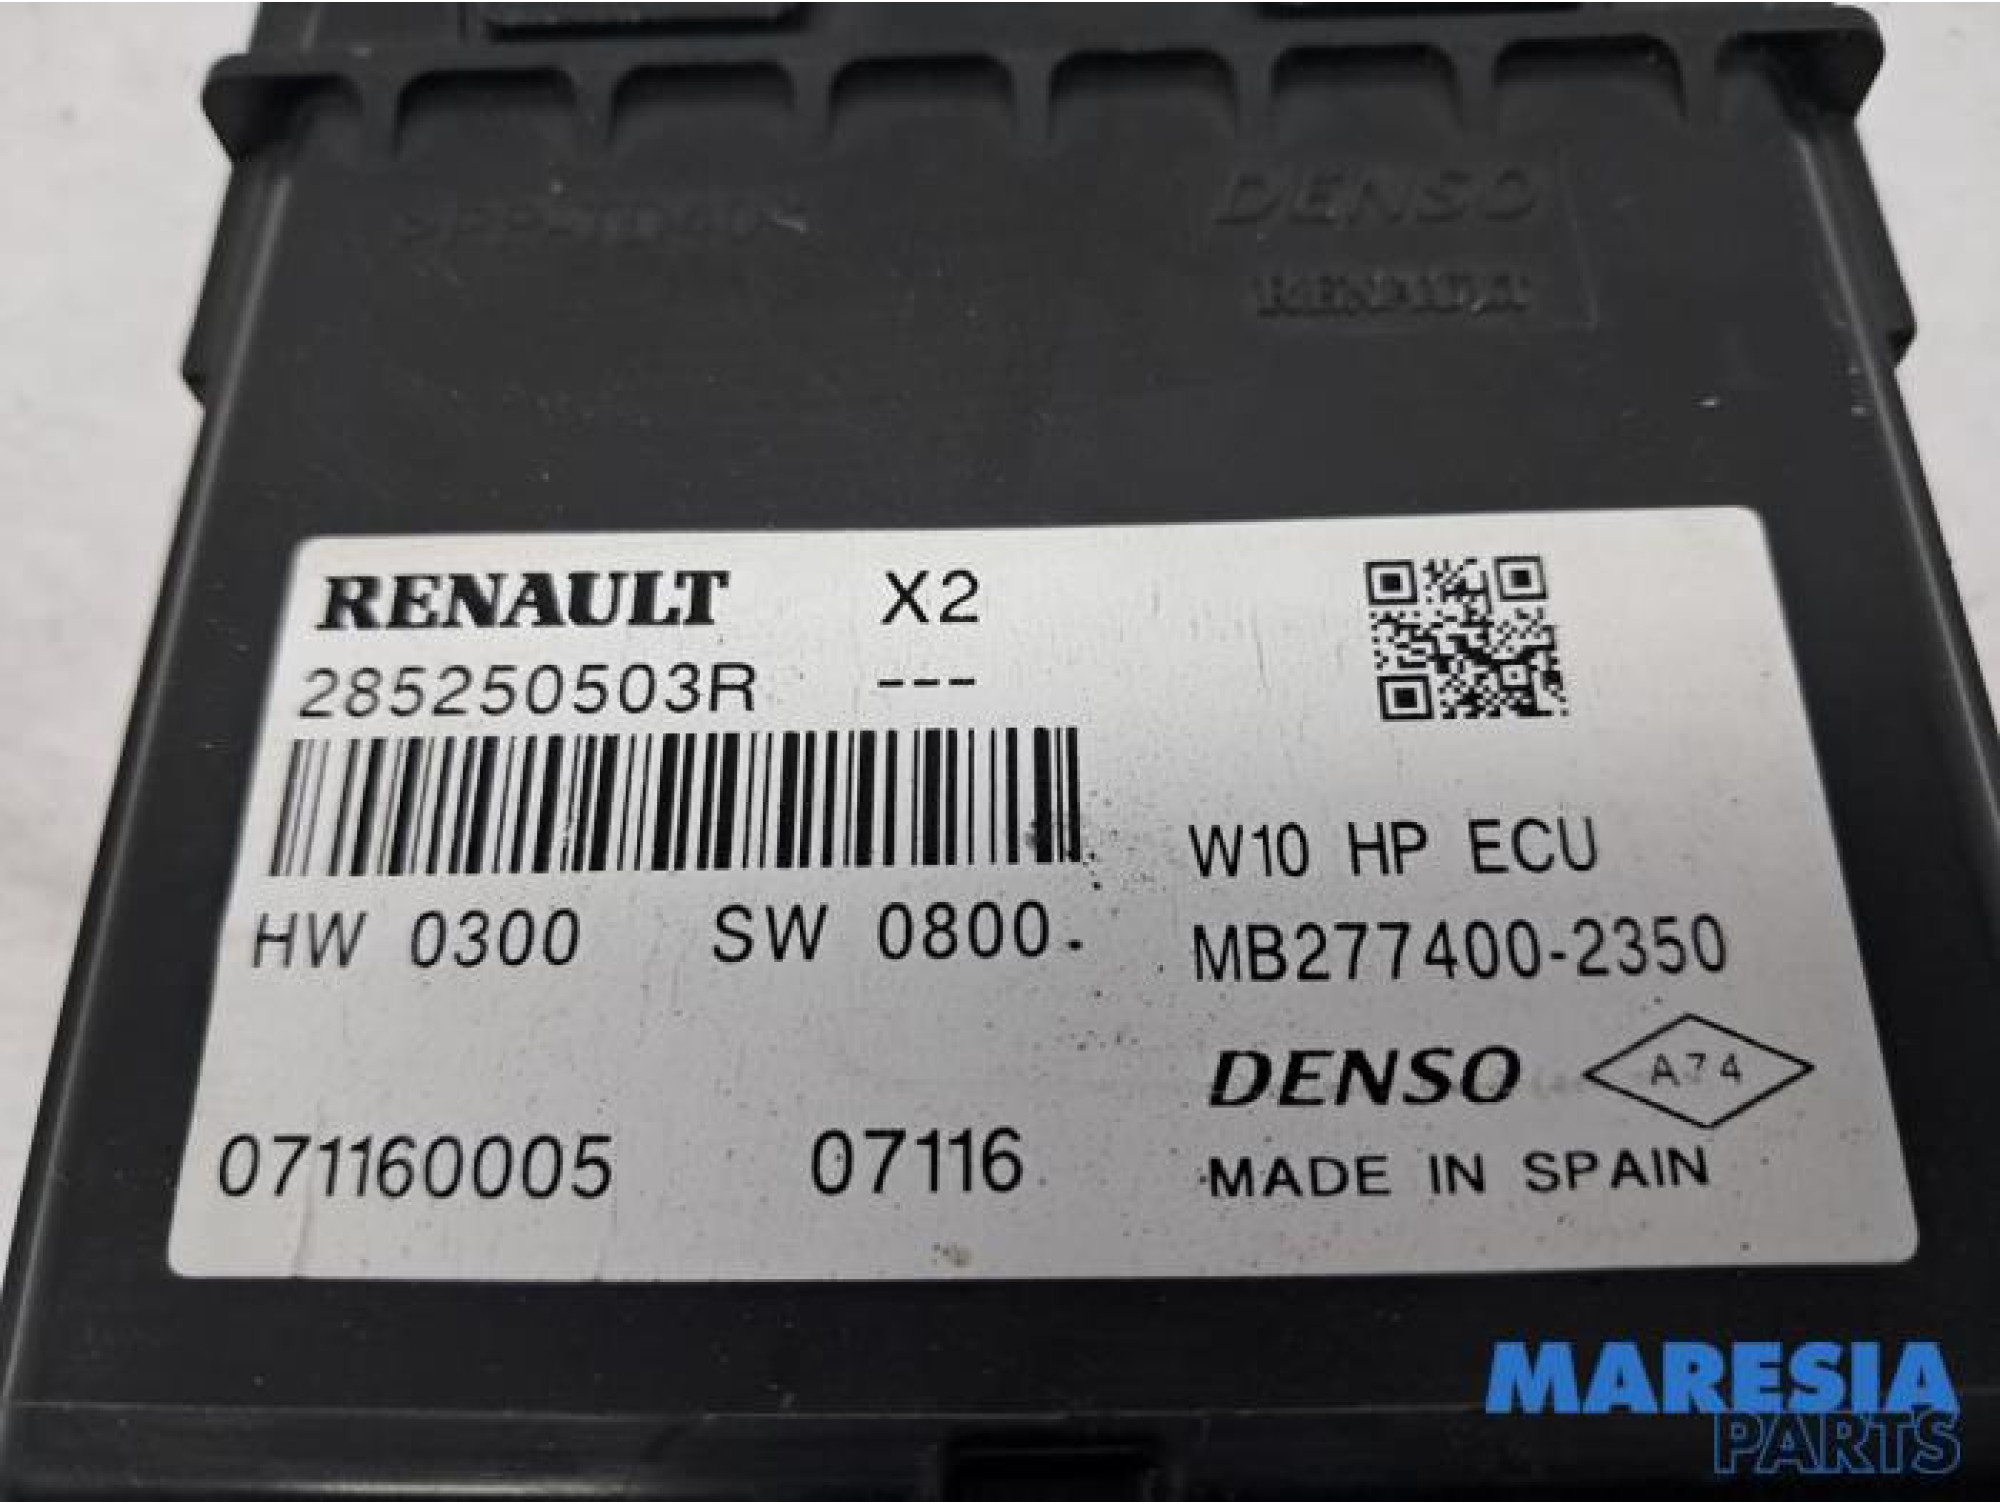 DENSO
RENAULT
RENAULT X2
285250503R ---
HW 0300 SW 0800
W10 HP ECU
MB277400-2350
DENSO A74
071160005 07116
MADE IN SPAIN
MARESIA
PARTS